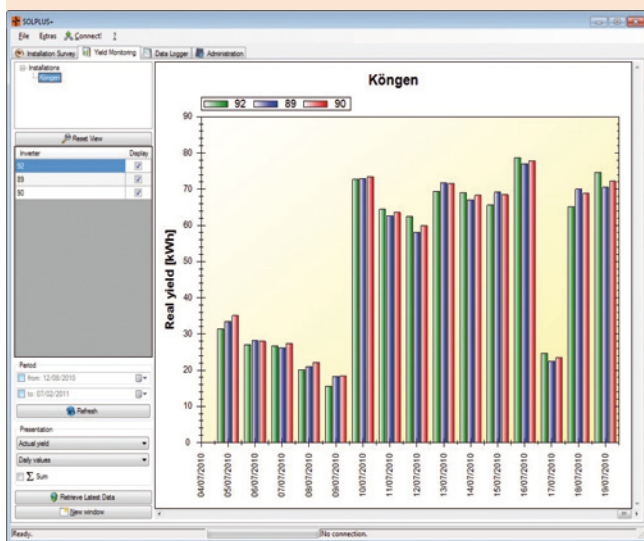 SOLPLUS+
File Extras Connect! ?
Installation Survey Yield Monitoring Data Logger Administration
Installations
Köngen
Reset View
Inverter Display
92
89
90
Period
from: 12/08/2010
to: 07/02/2011
Refresh
Presentation
Actual yield
Daily values
Σ Sum
Retrieve Latest Data
New window
Köngen
92 89 90
Real yield [kWh]
90
80
70
60
50
40
30
20
10
0
04/07/2010
05/07/2010
06/07/2010
07/07/2010
08/07/2010
09/07/2010
10/07/2010
11/07/2010
12/07/2010
13/07/2010
14/07/2010
15/07/2010
16/07/2010
17/07/2010
18/07/2010
19/07/2010
Ready. No connection.